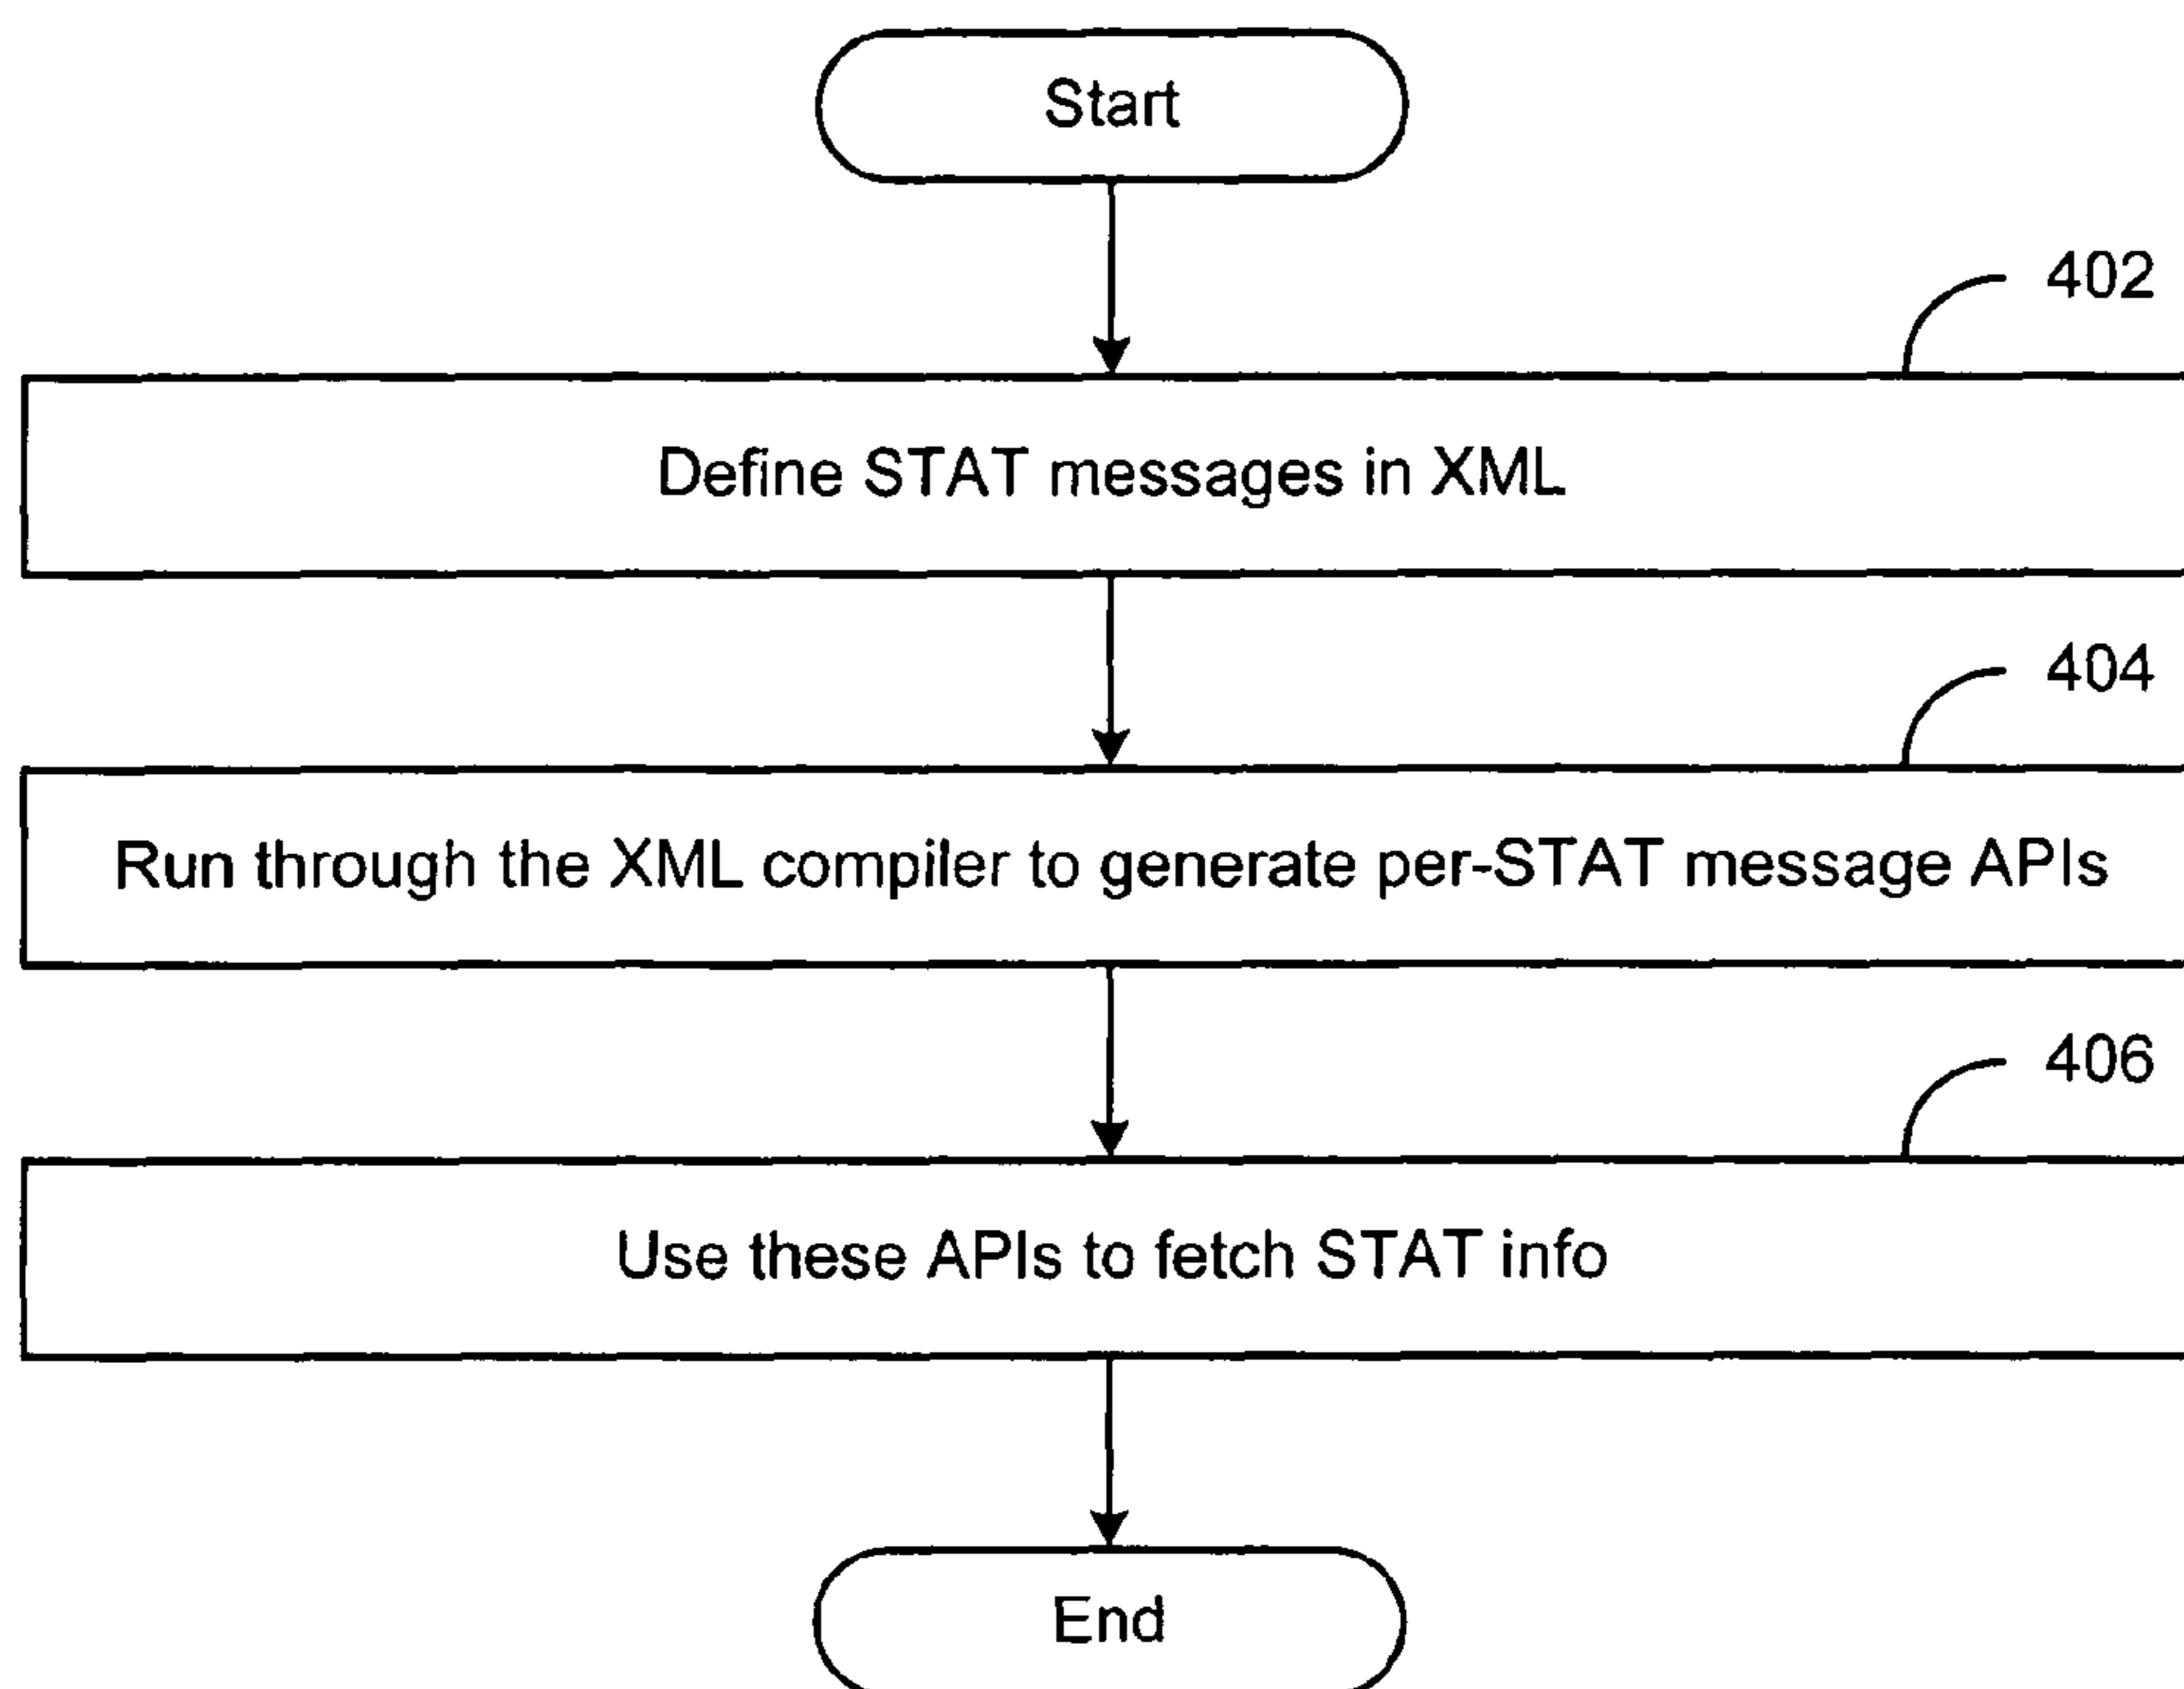 Start
402
Define STAT messages in XML
404
Run through the XML compiler to generate per-STAT message APIs
406
Use these APIs to fetch STAT info
End